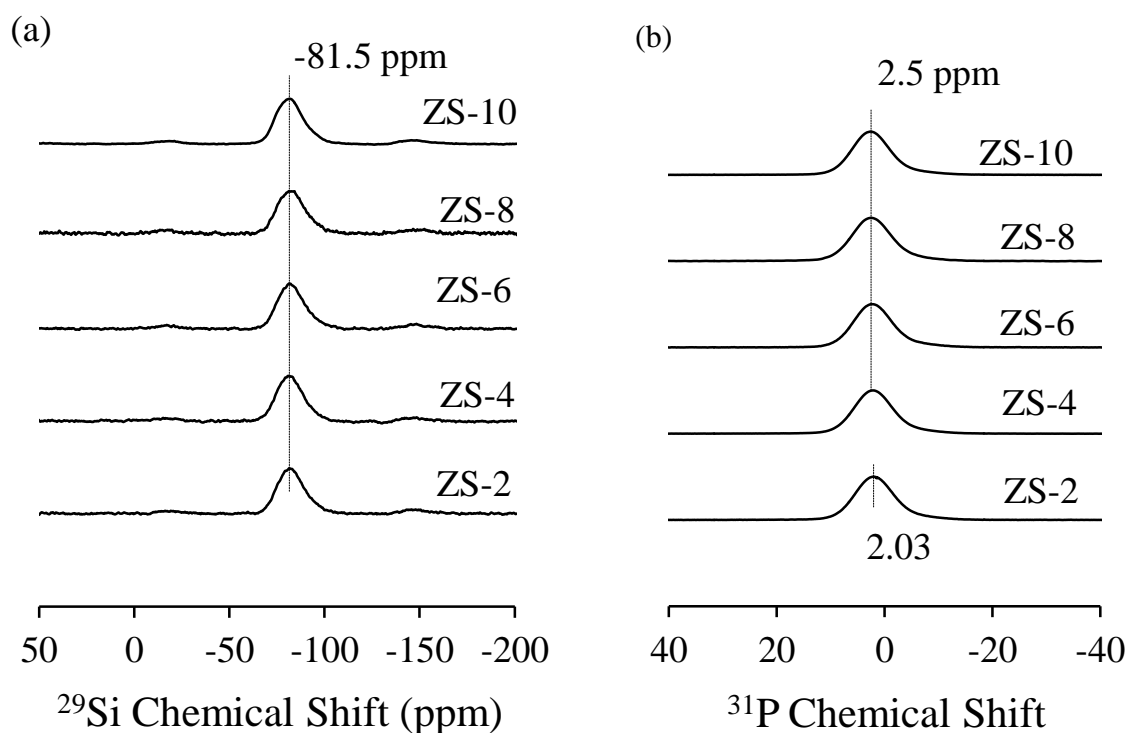 (a)
-81.5 ppm
ZS-10
ZS-8
ZS-6
ZS-4
ZS-2
50 0 -50 -100 -150 -200
²⁹Si Chemical Shift (ppm)
(b)
2.5 ppm
ZS-10
ZS-8
ZS-6
ZS-4
ZS-2
2.03
40 20 0 -20 -40
³¹P Chemical Shift